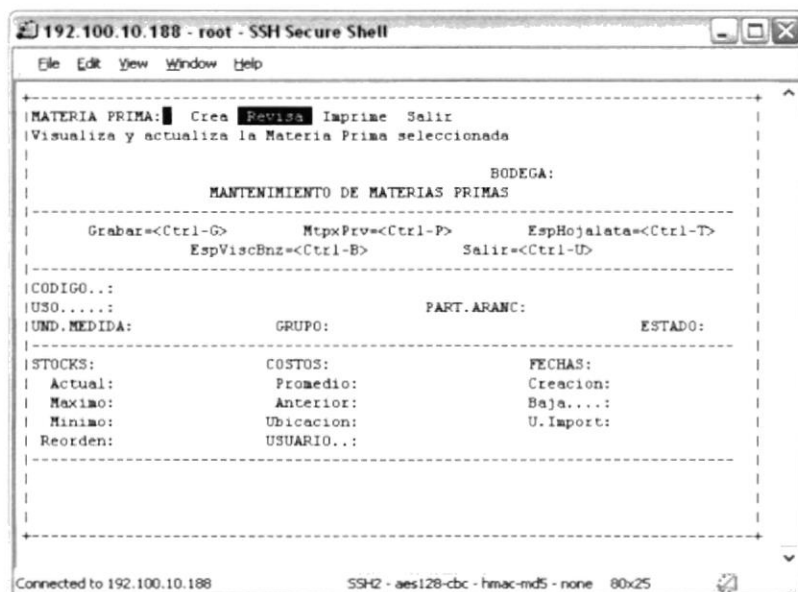 192.100.10.188 - root - SSH Secure Shell
File Edit View Window Help
MATERIA PRIMA: Crea Revisa Imprime Salir
Visualiza y actualiza la Materia Prima seleccionada
BODEGA:
MANTENIMIENTO DE MATERIAS PRIMAS
Grabar=<Ctrl-G> MtpxPrv=<Ctrl-P> EspHojalata=<Ctrl-T>
EspViscBnz=<Ctrl-B> Salir=<Ctrl-U>
CODIGO..:
USO.....: PART.ARANC:
UND.MEDIDA: GRUPO: ESTADO:
STOCKS: COSTOS: FECHAS:
Actual: Promedio: Creacion:
Maximo: Anterior: Baja....:
Minimo: Ubicacion: U.Import:
Reorden: USUARIO..:
Connected to 192.100.10.188 SSH2 - aes128-cbc - hmac-md5 - none 80x25